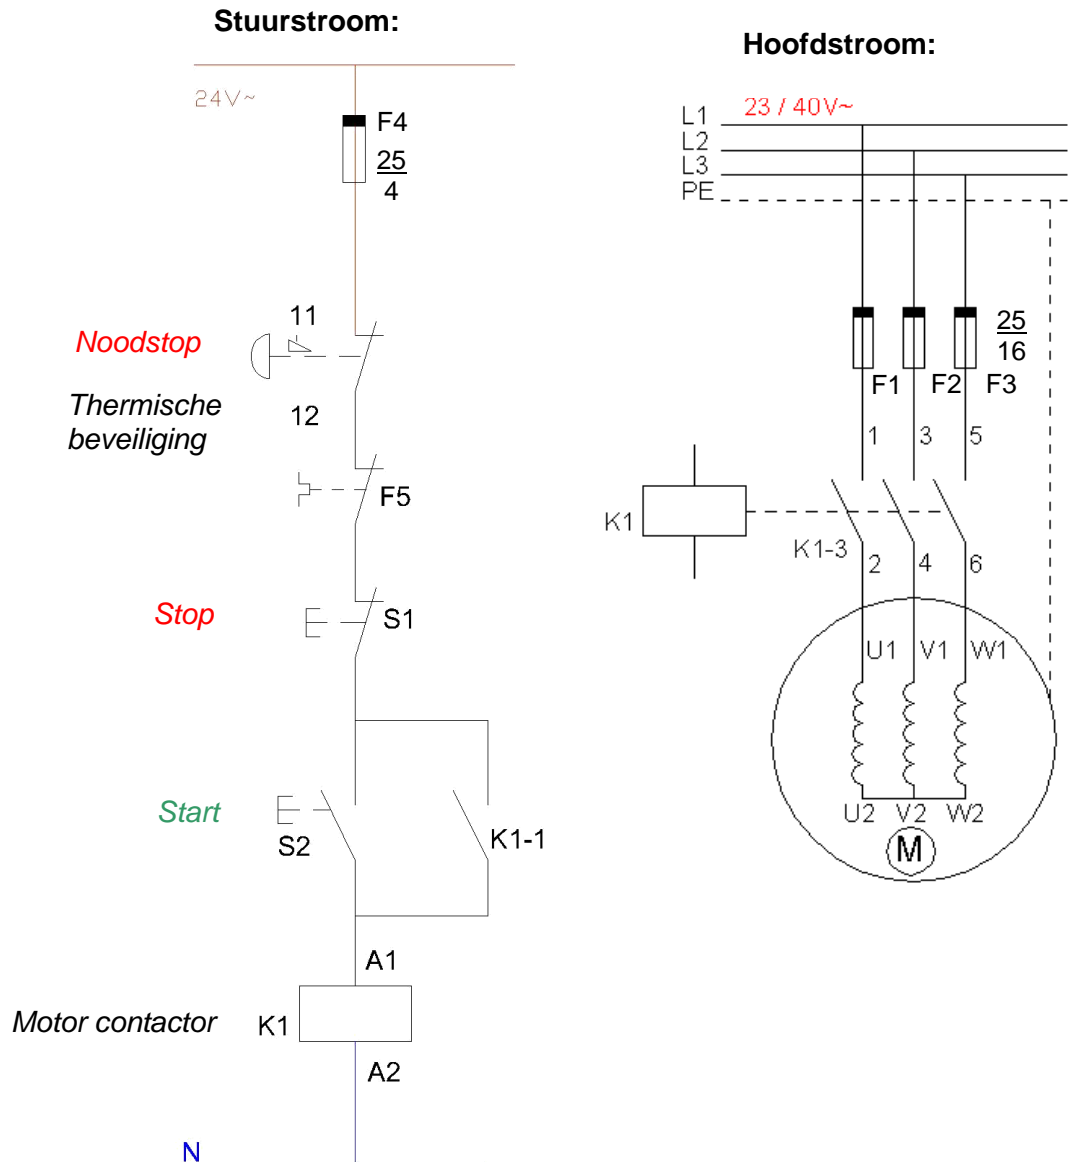 Stuurstroom:
24V~
F4
25
4
Noodstop
11
Thermische
beveiliging
12
F5
Stop
S1
Start
S2
K1-1
A1
Motor contactor
K1
A2
N
Hoofdstroom:
L1
23 / 40V~
L2
L3
PE
25
16
F1
F2
F3
1
3
5
K1
K1-3
2
4
6
U1
V1
W1
U2
V2
W2
M